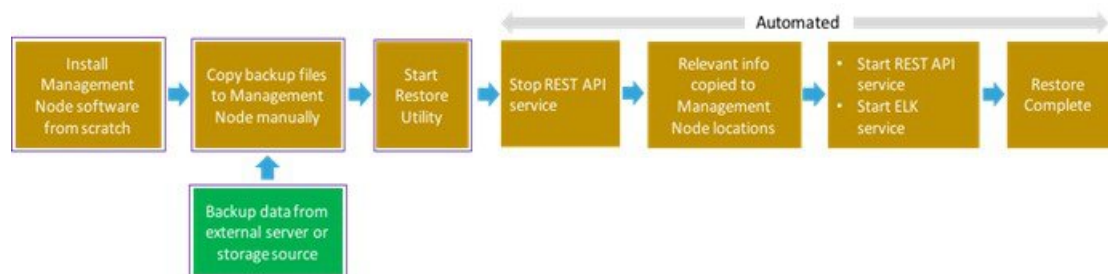 Automated
Install
Management
Node software
from scratch
Copy backup files
to Management
Node manually
Start
Restore
Utility
Stop REST API
service
Relevant info
copied to
Management
Node locations
• Start REST API
service
• Start ELK
service
Restore
Complete
Backup data from
external server or
storage source